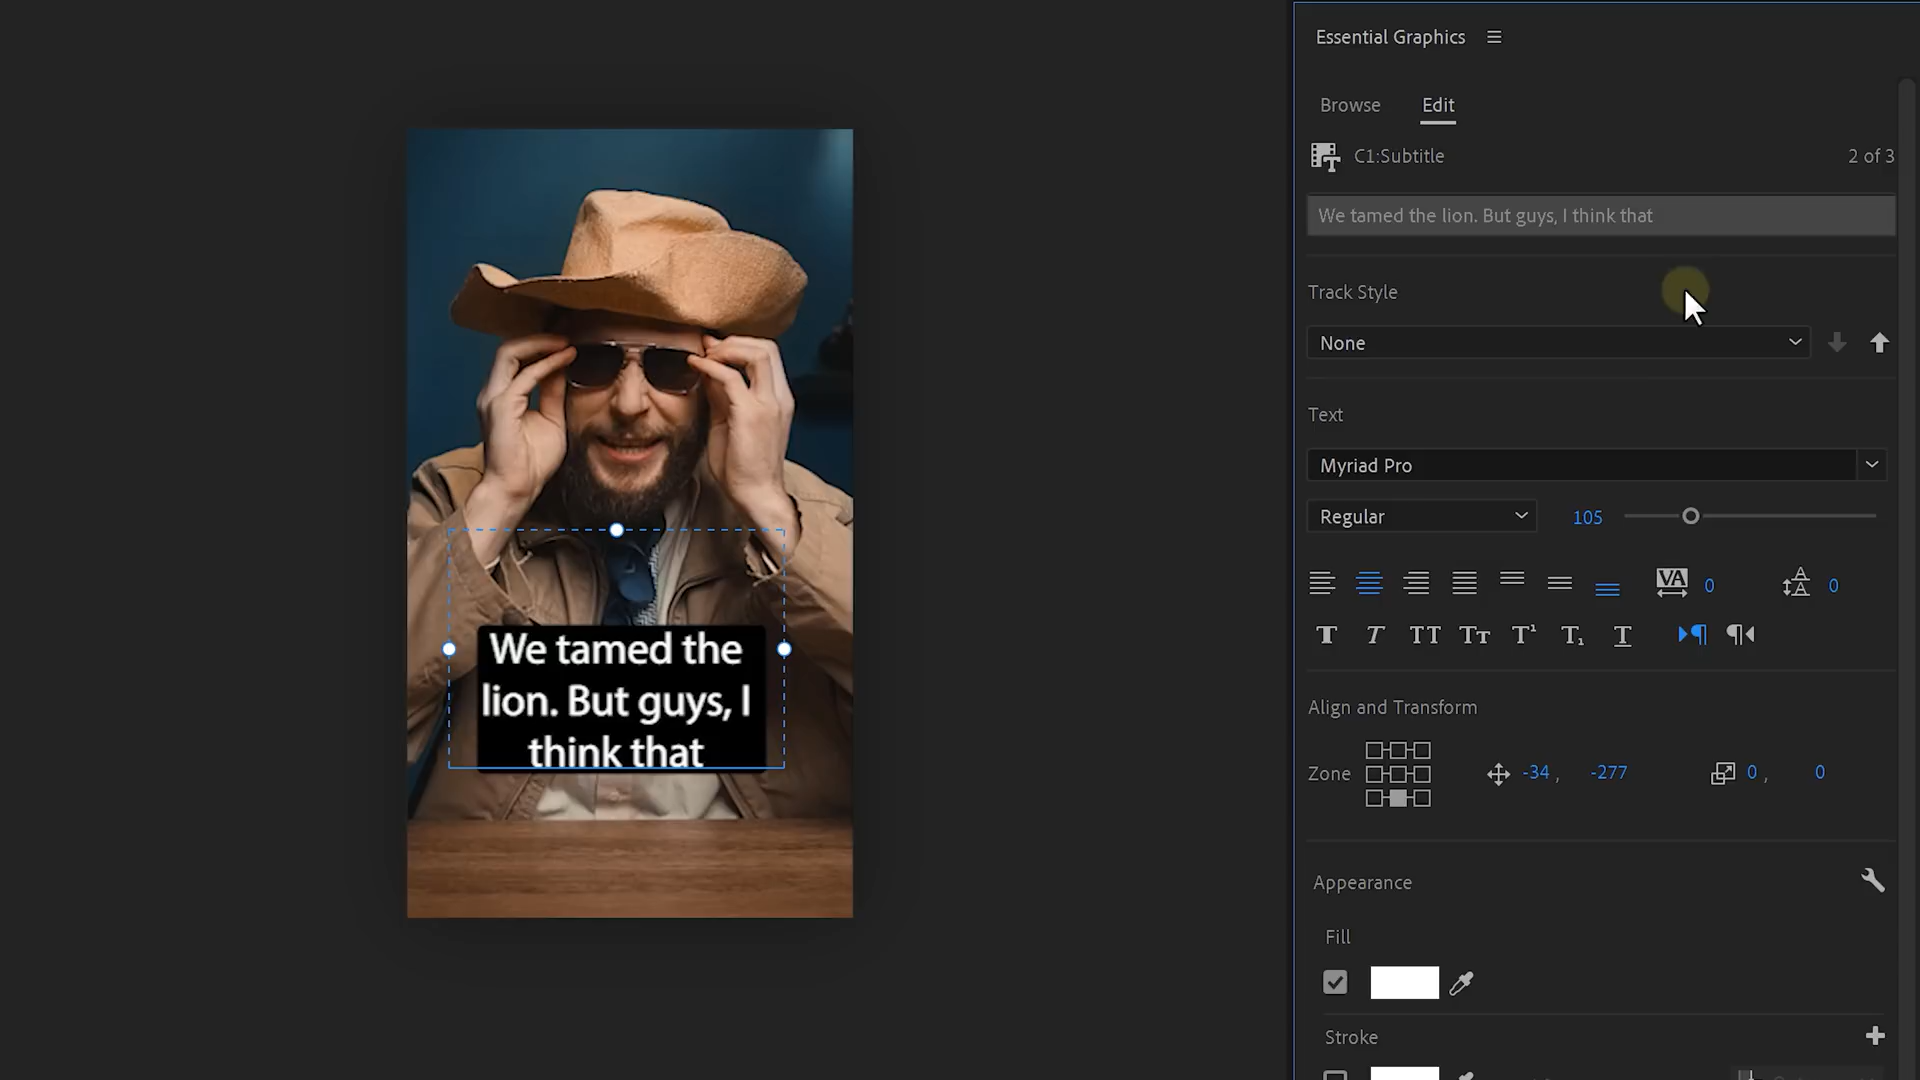 Essential Graphics
Browse Edit
C1:Subtitle 2 of 3
We tamed the lion. But guys, I think that
Track Style
None
Text
Myriad Pro
Regular 105
VA 0 0
Align and Transform
Zone -34, -277 0, 0
Appearance
Fill
Stroke
We tamed the
lion. But guys, I
think that